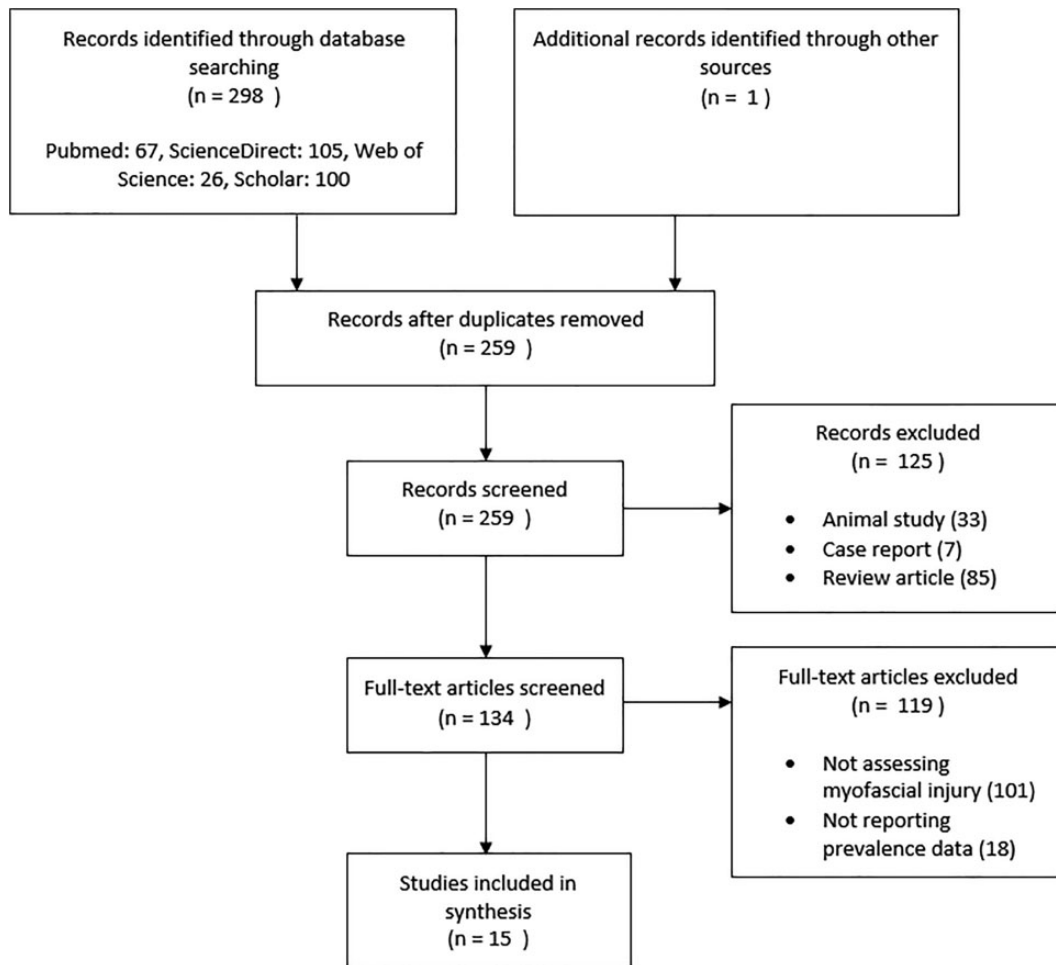 Records identified through database
searching
(n = 298 )
Pubmed: 67, ScienceDirect: 105, Web of
Science: 26, Scholar: 100
Additional records identified through other
sources
(n = 1 )
Records after duplicates removed
(n = 259 )
Records screened
(n = 259 )
Records excluded
(n = 125 )
• Animal study (33)
• Case report (7)
• Review article (85)
Full-text articles screened
(n = 134 )
Full-text articles excluded
(n = 119 )
• Not assessing
myofascial injury (101)
• Not reporting
prevalence data (18)
Studies included in
synthesis
(n = 15 )